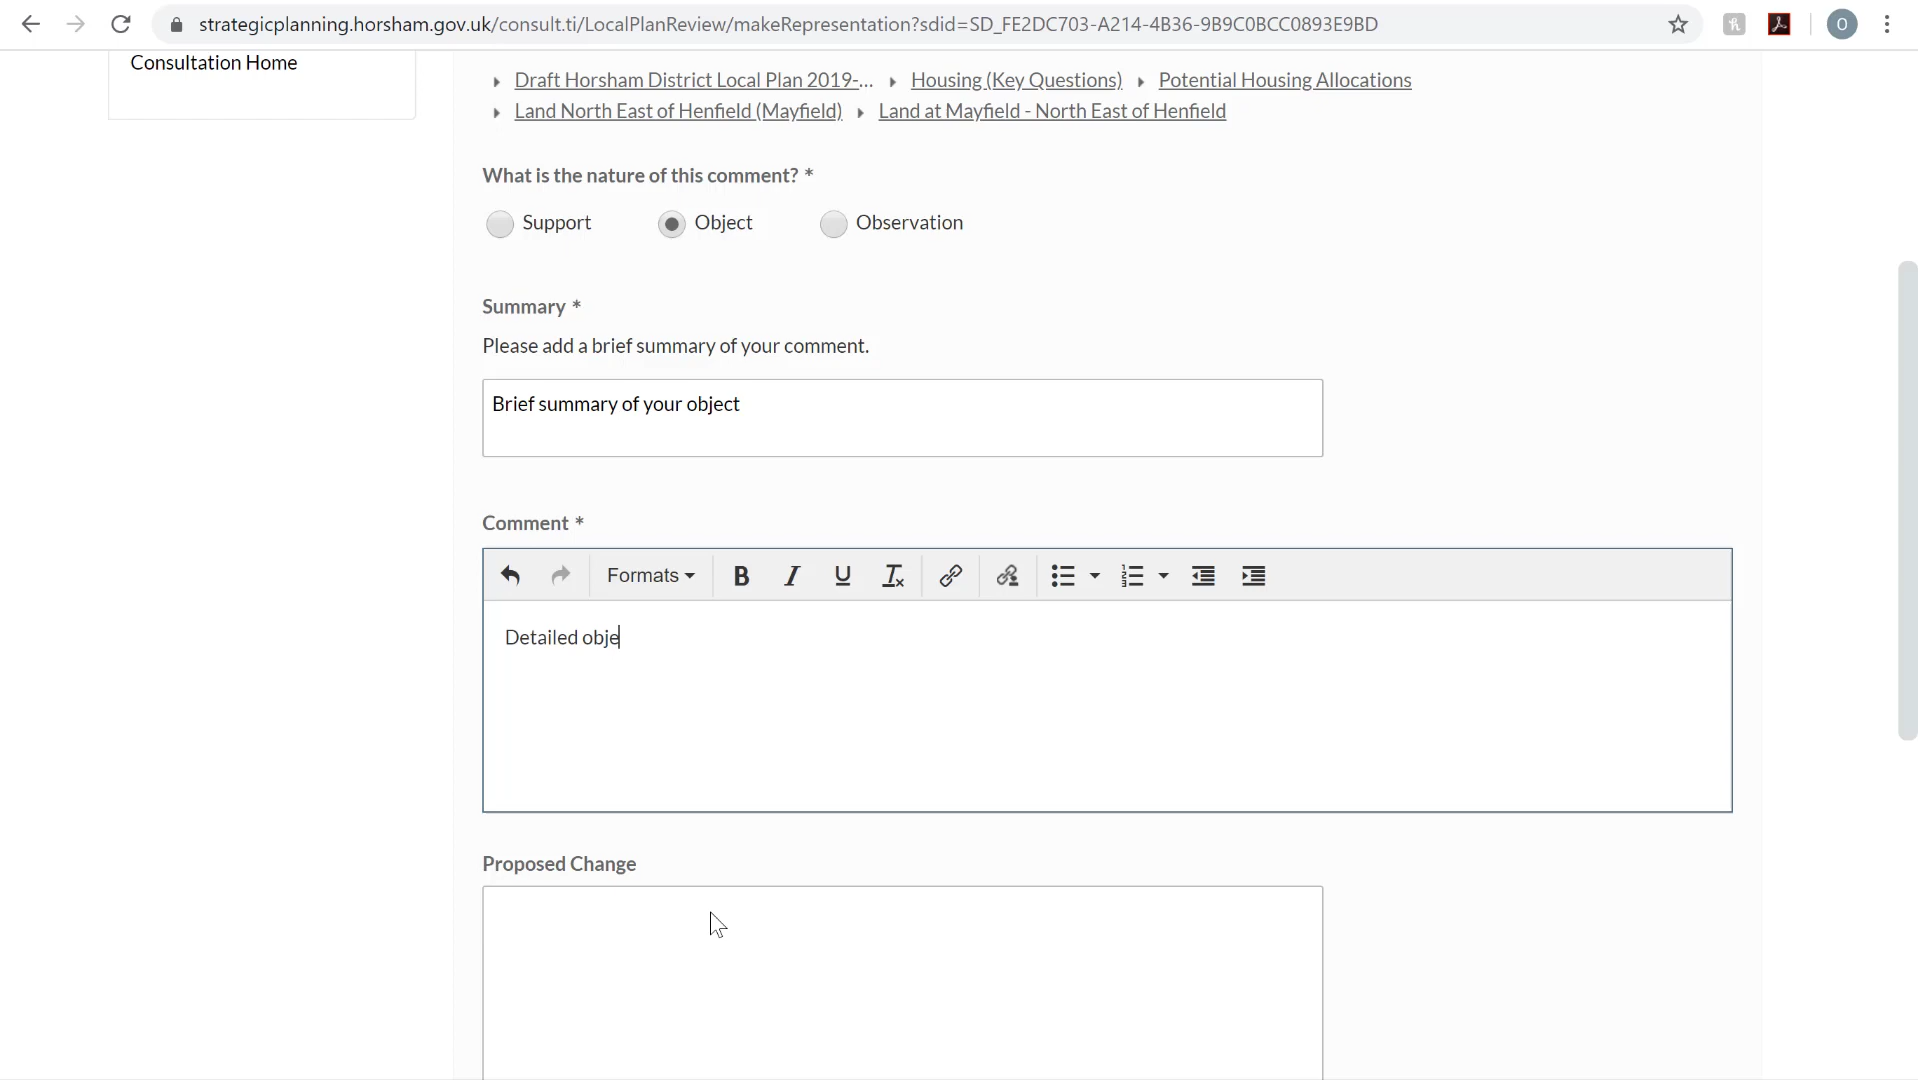 strategicplanning.horsham.gov.uk/consult.ti/LocalPlanReview/makeRepresentation?sdid=SD_FE2DC703-A214-4B36-9B9C0BCC0893E9BD
O
Consultation Home
Draft Horsham District Local Plan 2019-... Housing (Key Questions) Potential Housing Allocations
Land North East of Henfield (Mayfield) Land at Mayfield - North East of Henfield
What is the nature of this comment? *
Support Object Observation
Summary *
Please add a brief summary of your comment.
Brief summary of your object
Comment *
Formats B I U
Detailed obje
Proposed Change